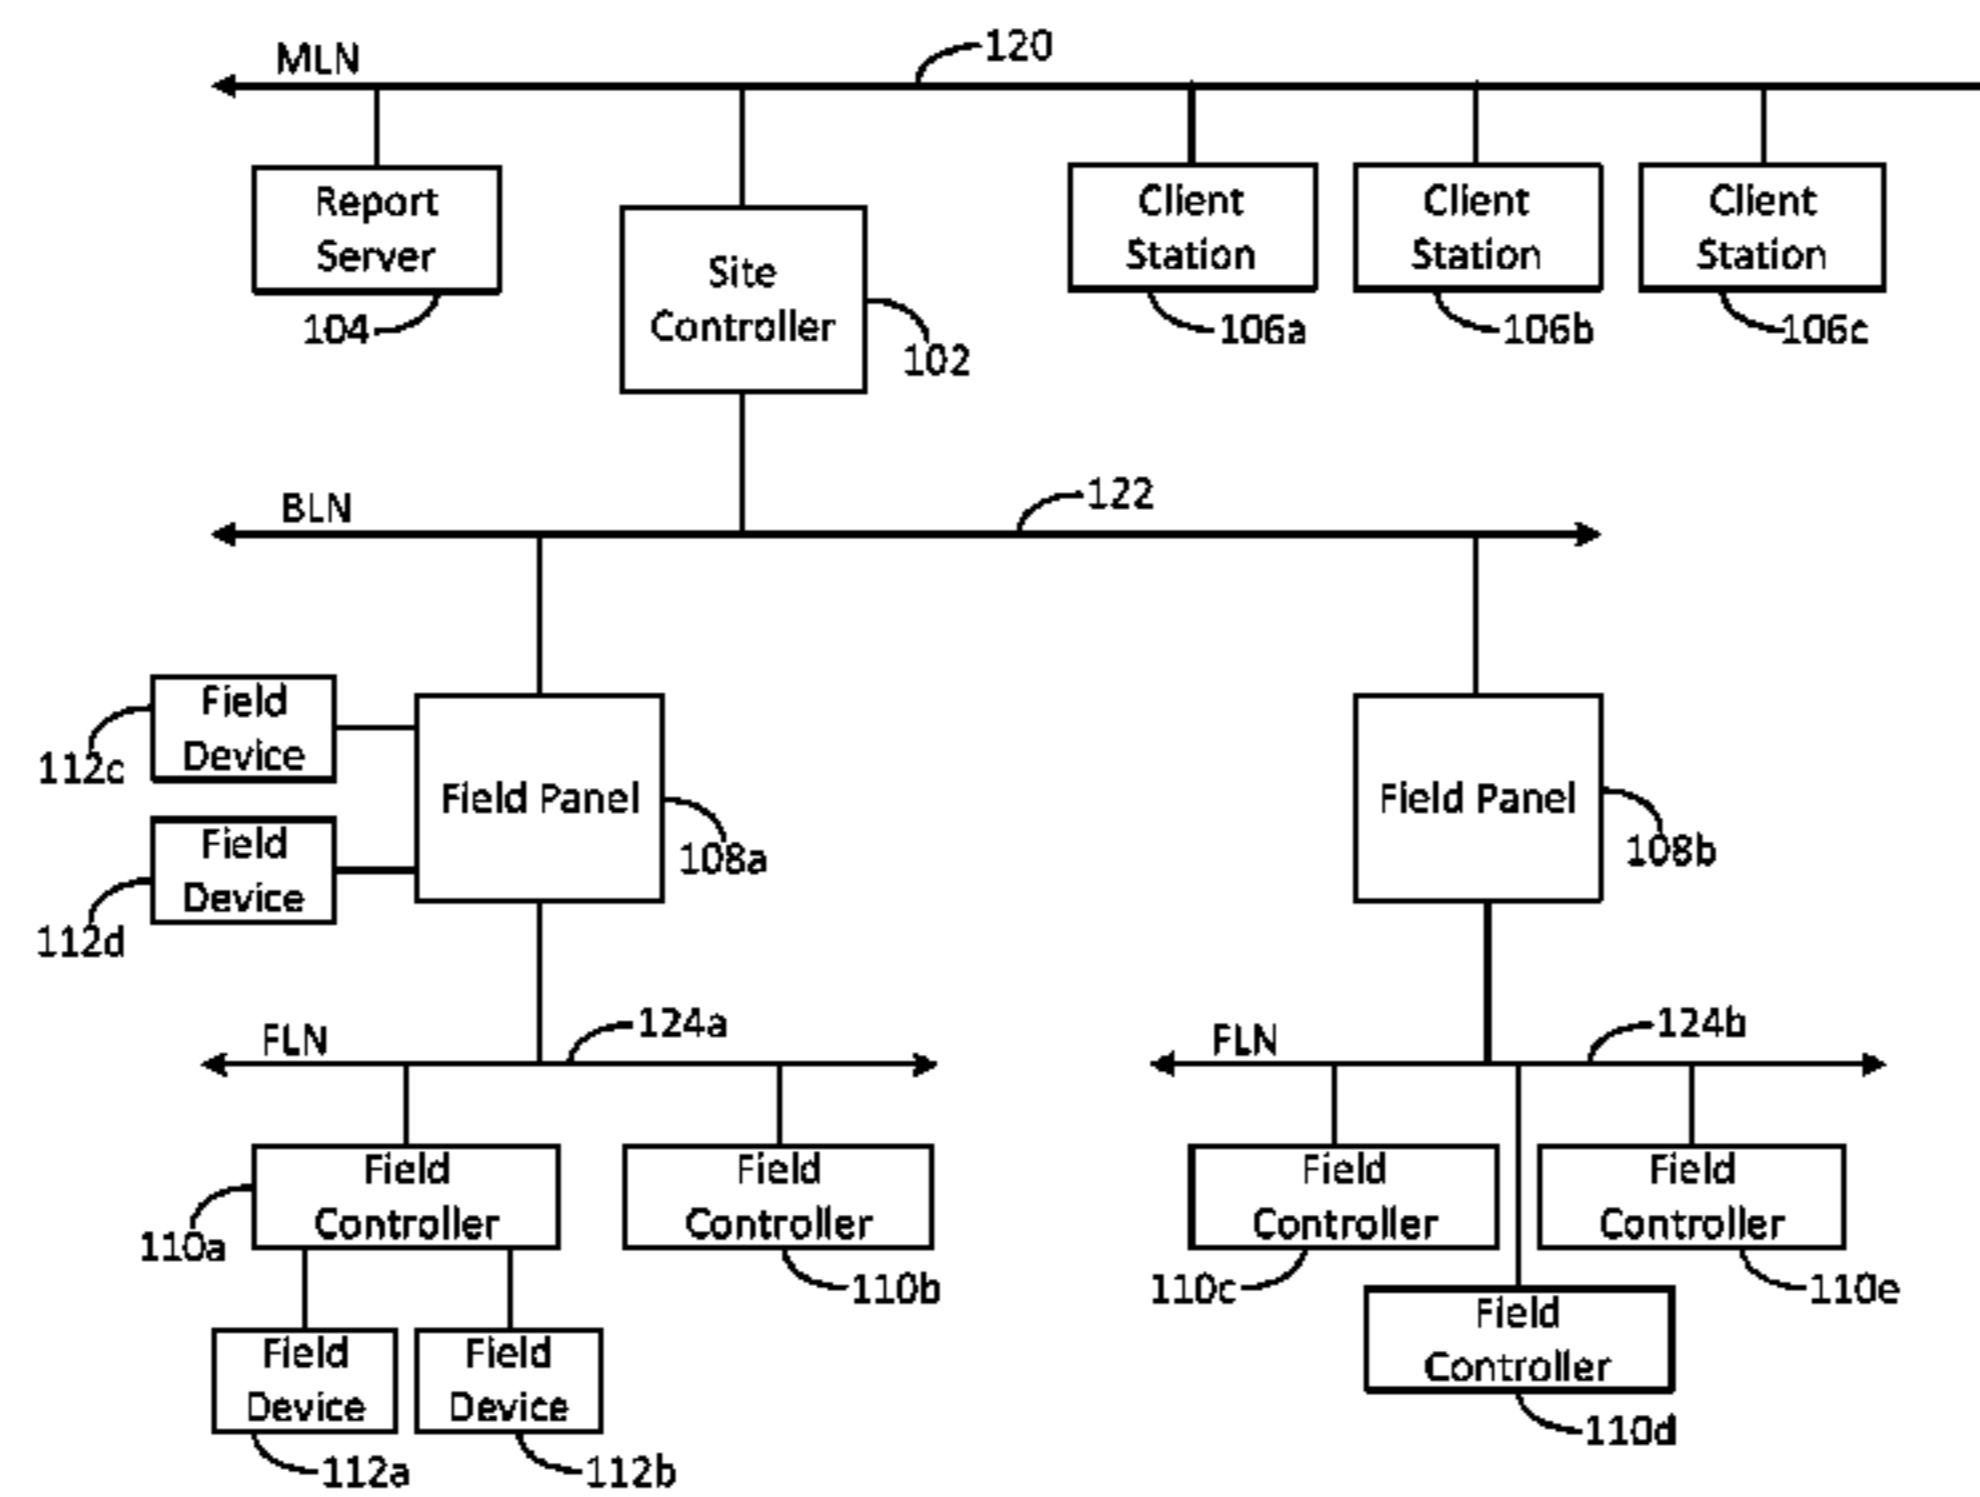 MLN
120
Report
Server
104
Site
Controller
102
Client
Station
106a
Client
Station
106b
Client
Station
106c
BLN
122
Field
Device
112c
Field
Device
112d
Field Panel
108a
Field Panel
108b
FLN
124a
FLN
124b
Field
Controller
110a
Field
Controller
110b
Field
Controller
110c
Field
Controller
110e
Field
Controller
110d
Field
Device
112a
Field
Device
112b